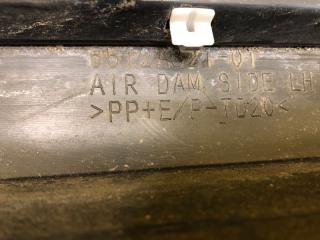 AIR DAM, SIDE LH
>PP+E/P-TD20<